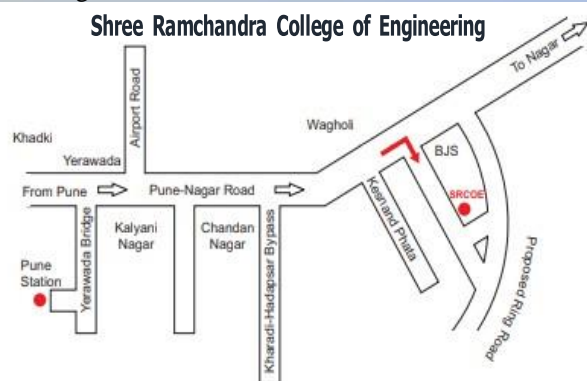 Shree Ramchandra College of Engineering
To Nagar
Airport Road
Khadki
Wagholi
Yerawada
BJS
From Pune
Pune-Nagar Road
SRCOE
Kesnand Phata
Yerawada Bridge
Kalyani
Nagar
Chandan
Nagar
Kharadi-Hadapsar Bypass
Pune
Station
Proposed Ring Road